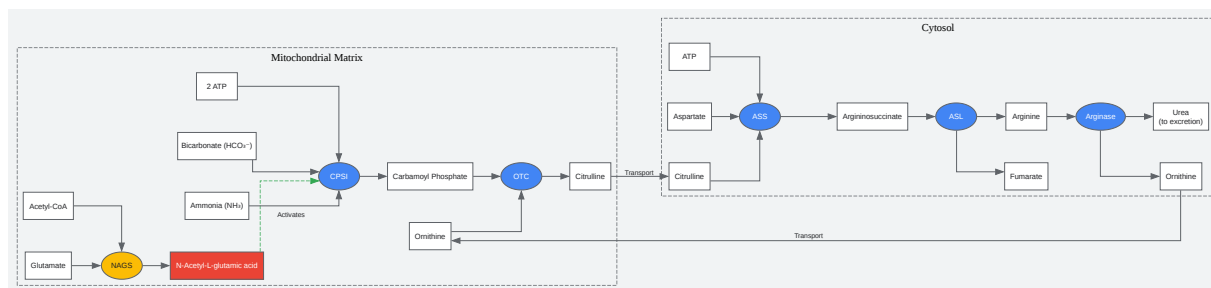 Cytosol
Mitochondrial Matrix
ATP
2 ATP
Aspartate
ASS
Argininosuccinate
ASL
Arginine
Arginase
Urea
(to excretion)
Bicarbonate (HCO₃⁻)
CPSI
Carbamoyl Phosphate
OTC
Citrulline
Transport
Citrulline
Fumarate
Ornithine
Acetyl-CoA
Ammonia (NH₃)
Activates
Ornithine
Transport
Glutamate
NAGS
N-Acetyl-L-glutamic acid